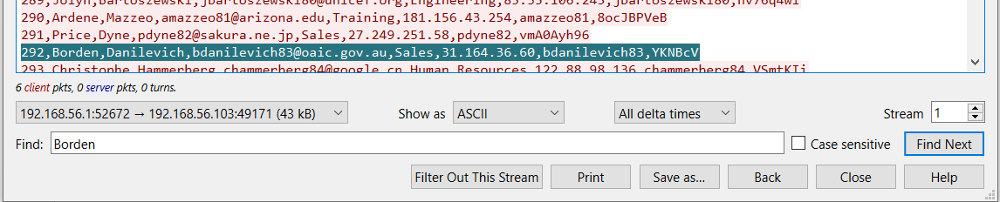 289,Jolyn,Bartoszewski,jbartoszewski80@unicef.org,Engineering,85.55.106.245,jbartoszewski80,nv76q4wi
290,Ardene,Mazzeo,amazzeo81@arizona.edu,Training,181.156.43.254,amazzeo81,8ocJBPVeB
291,Price,Dyne,pdyne82@sakura.ne.jp,Sales,27.249.251.58,pdyne82,vmA0Ayh96
292,Borden,Danilevich,bdanilevich83@oaic.gov.au,Sales,31.164.36.60,bdanilevich83,YKNBcV
293,Christophe,Hammerberg,chammerberg84@google.cn,Human Resources,122.88.98.136,chammerberg84,VSmtKIj
6 client pkts, 0 server pkts, 0 turns.
192.168.56.1:52672 → 192.168.56.103:49171 (43 kB) Show as ASCII All delta times Stream 1
Find: Borden Case sensitive Find Next
Filter Out This Stream Print Save as... Back Close Help